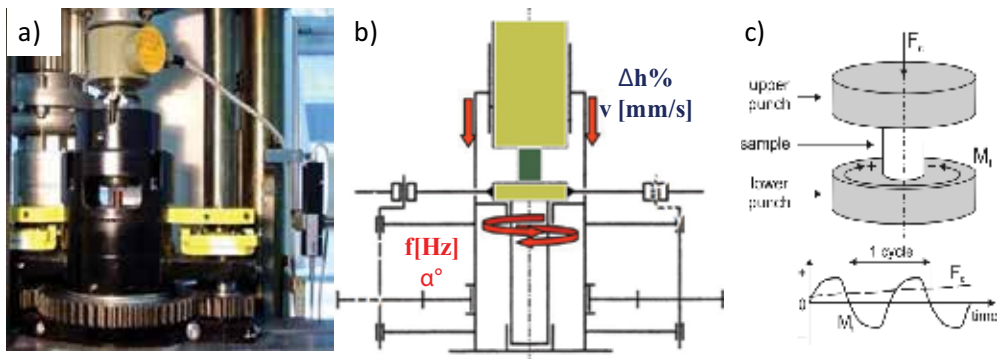 a)
b)
Δh%
v [mm/s]
f[Hz]
α°
c)
F
upper
punch
sample
M
lower
punch
+
-
1 cycle
+
0
F
M
time